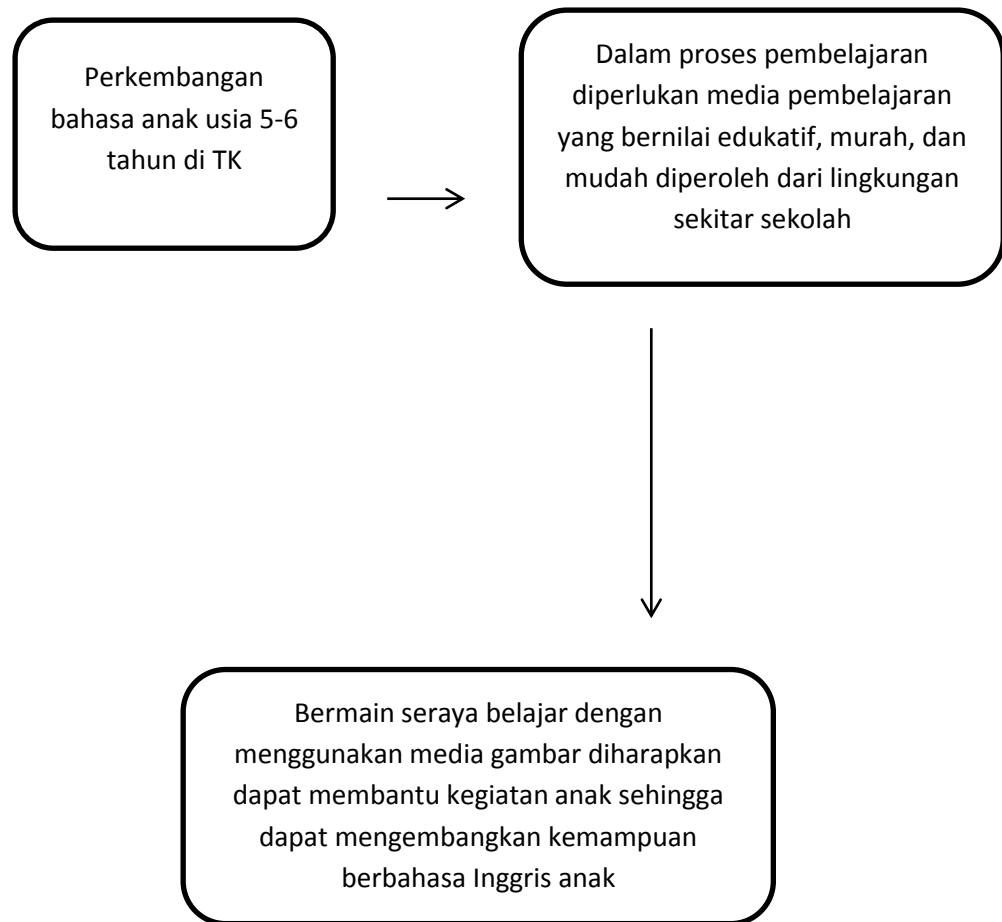 Perkembangan
bahasa anak usia 5-6
tahun di TK
Dalam proses pembelajaran
diperlukan media pembelajaran
yang bernilai edukatif, murah, dan
mudah diperoleh dari lingkungan
sekitar sekolah
Bermain seraya belajar dengan
menggunakan media gambar diharapkan
dapat membantu kegiatan anak sehingga
dapat mengembangkan kemampuan
berbahasa Inggris anak